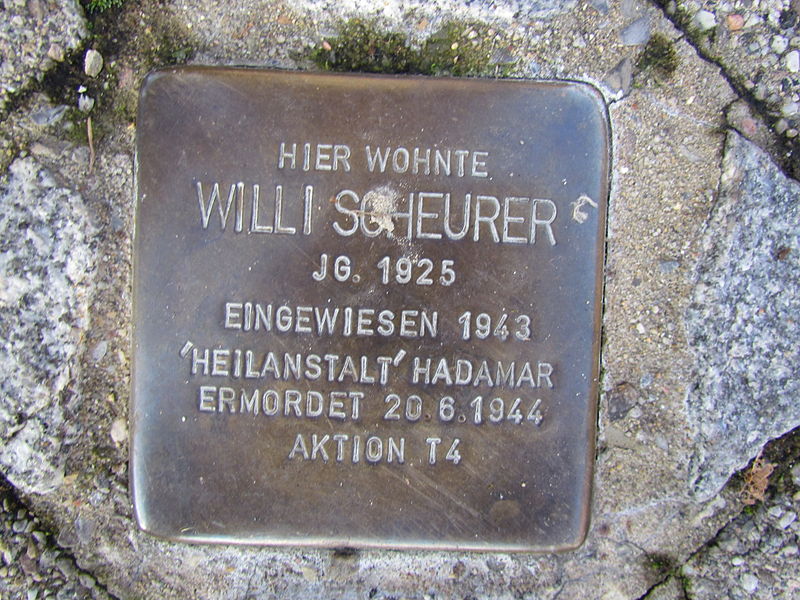 HIER WOHNTE
WILLI SCHEURER
JG. 1925
EINGEWIESEN 1943
'HEILANSTALT' HADAMAR
ERMORDET 20.6.1944
AKTION T4